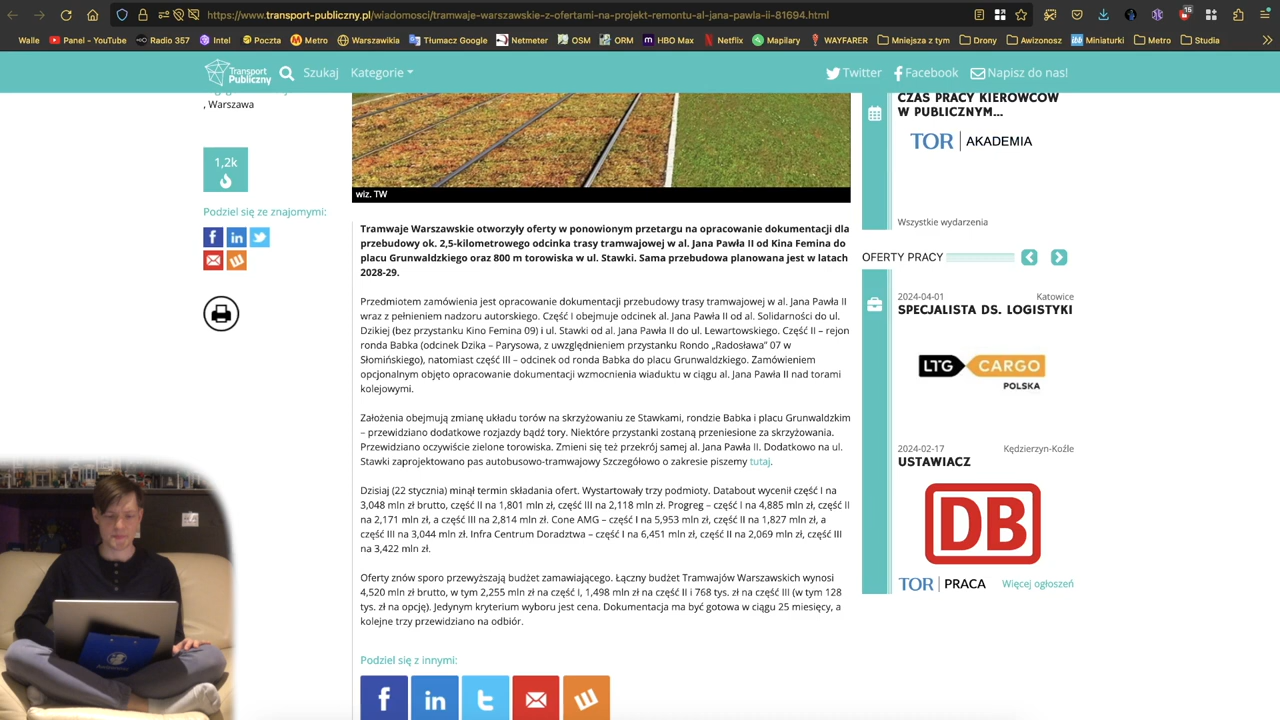 https://www.transport-publiczny.pl/wiadomosci/tramwaje-warszawskie-z-ofertami-na-projekt-remontu-al-jana-pawla-ii-81694.html
15
Walle
Panel - YouTube
Radio 357
Intel
Poczta
Metro
Warszawikia
Tłumacz Google
Netmeter
OSM
ORM
HBO Max
Netflix
Mapilary
WAYFARER
Mniejsza z tym
Drony
Awizonosz
ibb Miniaturki
Metro
Studia
Transport Publiczny
Szukaj
Kategorie
Twitter
Facebook
Napisz do nas!
, Warszawa
1,2k
Podziel się ze znajomymi:
wiz. TW
Tramwaje Warszawskie otworzyły oferty w ponowionym przetargu na opracowanie dokumentacji dla
przebudowy ok. 2,5-kilometrowego odcinka trasy tramwajowej w al. Jana Pawła II od Kina Femina do
placu Grunwaldzkiego oraz 800 m torowiska w ul. Stawki. Sama przebudowa planowana jest w latach
2028-29.
Przedmiotem zamówienia jest opracowanie dokumentacji przebudowy trasy tramwajowej w al. Jana Pawła II
wraz z pełnieniem nadzoru autorskiego. Część I obejmuje odcinek al. Jana Pawła II od al. Solidarności do ul.
Dzikiej (bez przystanku Kino Femina 09) i ul. Stawki od al. Jana Pawła II do ul. Lewartowskiego. Część II – rejon
ronda Babka (odcinek Dzika – Parysowa, z uwzględnieniem przystanku Rondo „Radosława" 07 w
Słomińskiego), natomiast część III – odcinek od ronda Babka do placu Grunwaldzkiego. Zamówieniem
opcjonalnym objęto opracowanie dokumentacji wzmocnienia wiaduktu w ciągu al. Jana Pawła II nad torami
kolejowymi.
Założenia obejmują zmianę układu torów na skrzyżowaniu ze Stawkami, rondzie Babka i placu Grunwaldzkim
– przewidziano dodatkowe rozjazdy bądź tory. Niektóre przystanki zostaną przeniesione za skrzyżowania.
Przewidziano oczywiście zielone torowiska. Zmieni się też przekrój samej al. Jana Pawła II. Dodatkowo na ul.
Stawki zaprojektowano pas autobusowo-tramwajowy Szczegółowo o zakresie piszemy tutaj.
Dzisiaj (22 stycznia) minął termin składania ofert. Wystartowały trzy podmioty. Databout wycenił część I na
3,048 mln zł brutto, część II na 1,801 mln zł, część III na 2,118 mln zł. Progreg – część I na 4,885 mln zł, część II
na 2,171 mln zł, a część III na 2,814 mln zł. Cone AMG – część I na 5,953 mln zł, część II na 1,827 mln zł, a
część III na 3,044 mln zł. Infra Centrum Doradztwa – część I na 6,451 mln zł, część II na 2,069 mln zł, część III
na 3,422 mln zł.
Oferty znów sporo przewyższają budżet zamawiającego. Łączny budżet Tramwajów Warszawskich wynosi
4,520 mln zł brutto, w tym 2,255 mln zł na część I, 1,498 mln zł na część II i 768 tys. zł na część III (w tym 128
tys. zł na opcję). Jedynym kryterium wyboru jest cena. Dokumentacja ma być gotowa w ciągu 25 miesięcy, a
kolejne trzy przewidziano na odbiór.
Podziel się z innymi:
CZAS PRACY KIEROWCÓW
W PUBLICZNYM...
TOR AKADEMIA
Wszystkie wydarzenia
OFERTY PRACY
2024-04-01
Katowice
SPECJALISTA DS. LOGISTYKI
LTG CARGO
POLSKA
2024-02-17
Kędzierzyn-Koźle
USTAWIACZ
DB
TOR PRACA
Więcej ogłoszeń